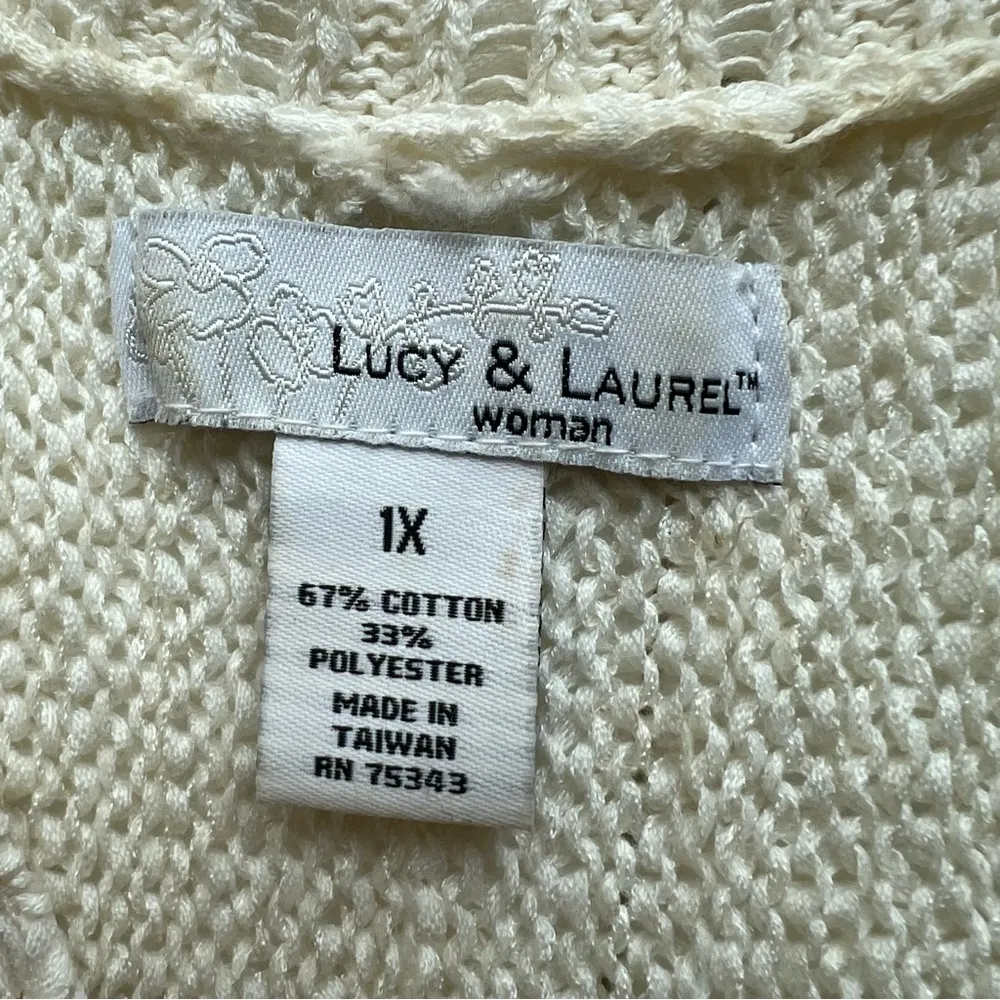 LUCY & LAUREL™
woman
1X
67% COTTON
33%
POLYESTER
MADE IN
TAIWAN
RN 75343